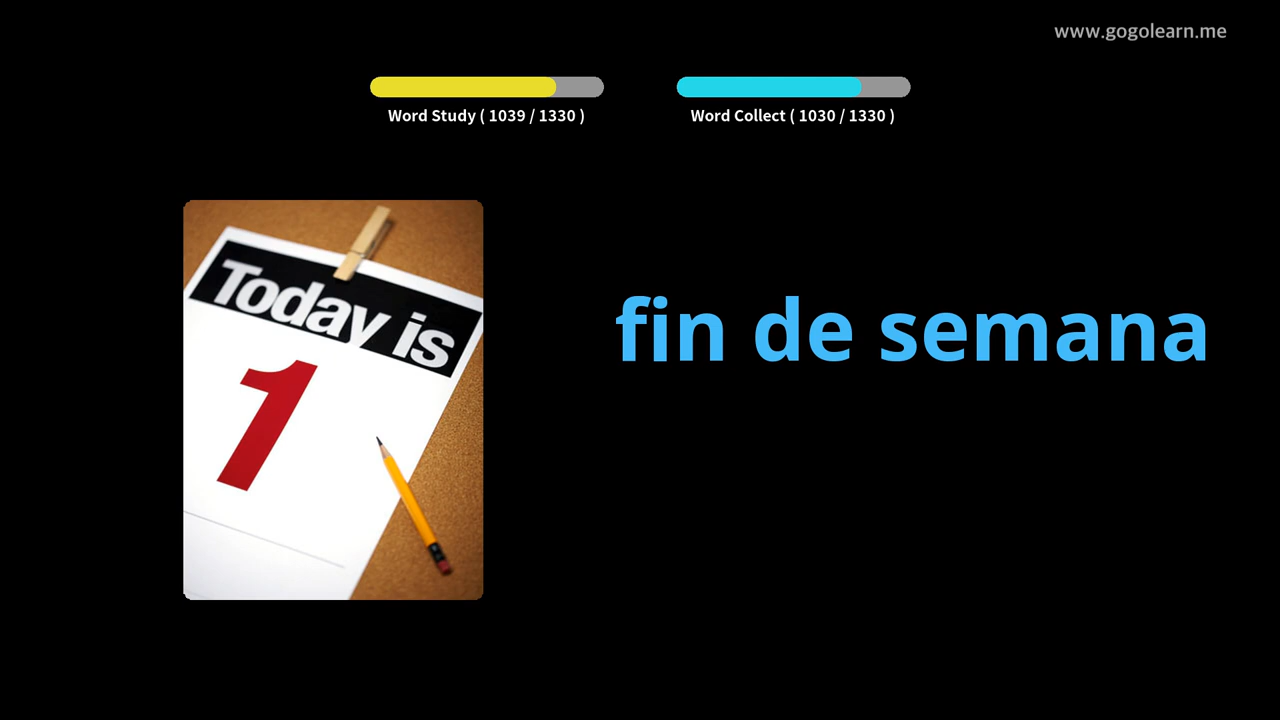 www.gogolearn.me
Word Study ( 1039 / 1330 )
Word Collect ( 1030 / 1330 )
Today is
1
fin de semana